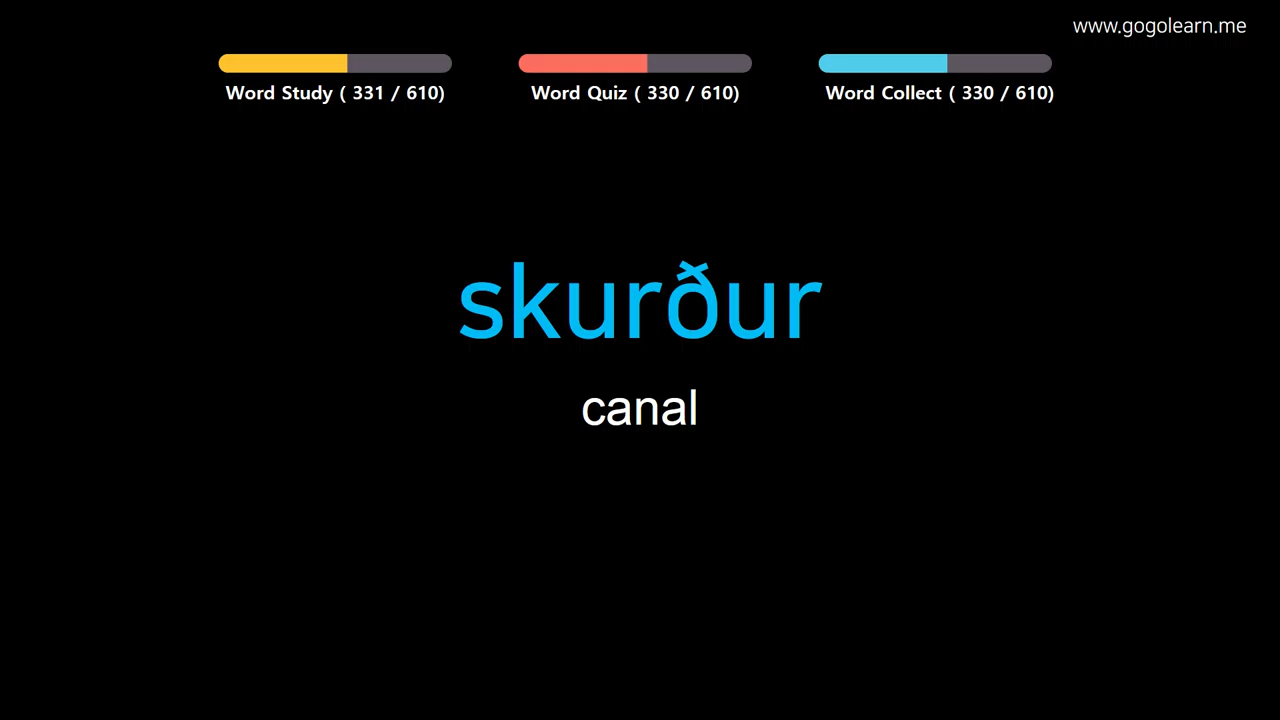 www.gogolearn.me
Word Study ( 331 / 610)
Word Quiz ( 330 / 610)
Word Collect ( 330 / 610)
skurður
canal